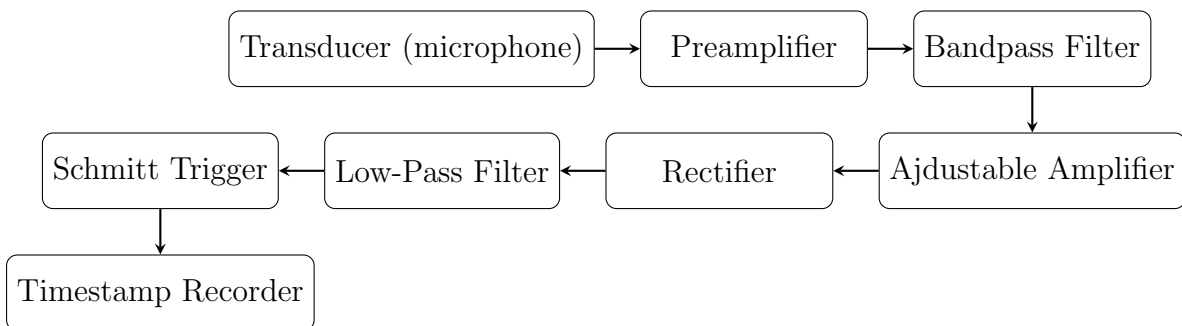 Transducer (microphone)
Preamplifier
Bandpass Filter
Ajdustable Amplifier
Rectifier
Low-Pass Filter
Schmitt Trigger
Timestamp Recorder